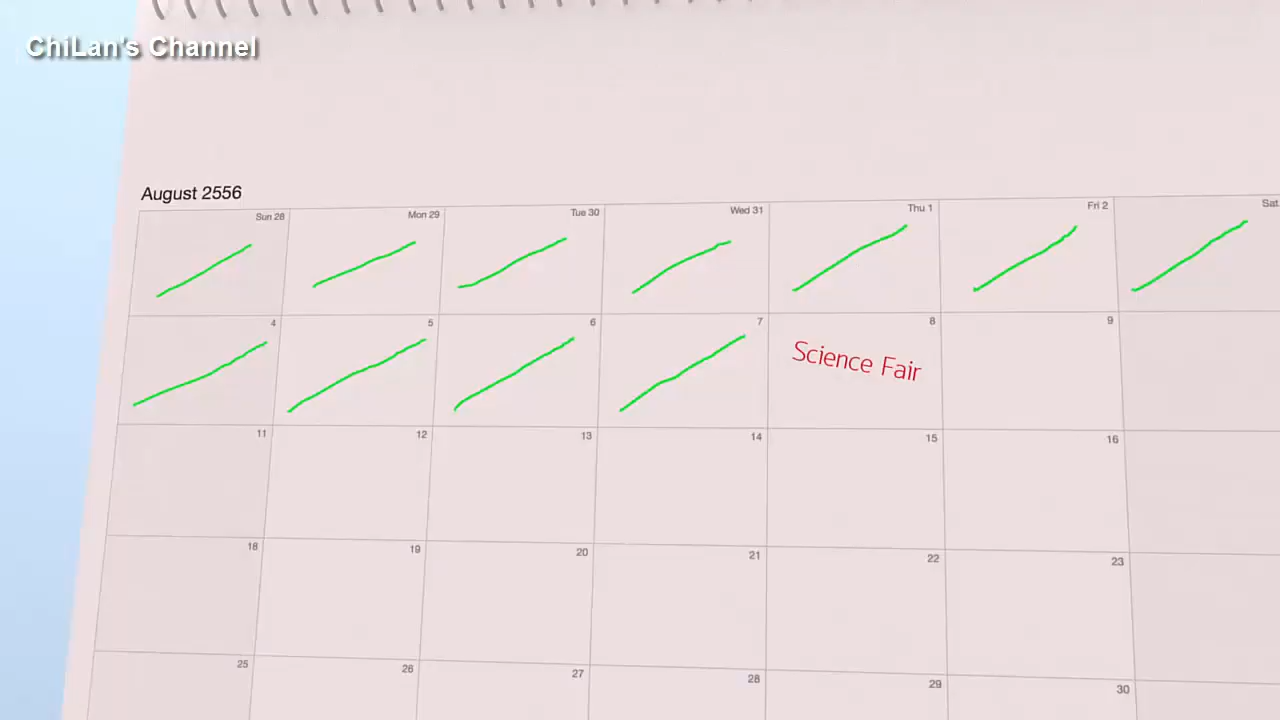 ChiLan's Channel
August 2556
Sun 28 Mon 29 Tue 30 Wed 31 Thu 1 Fri 2 Sat
4 5 6 7 8 9
Science Fair
11 12 13 14 15 16
18 19 20 21 22 23
25 26 27 28 29 30